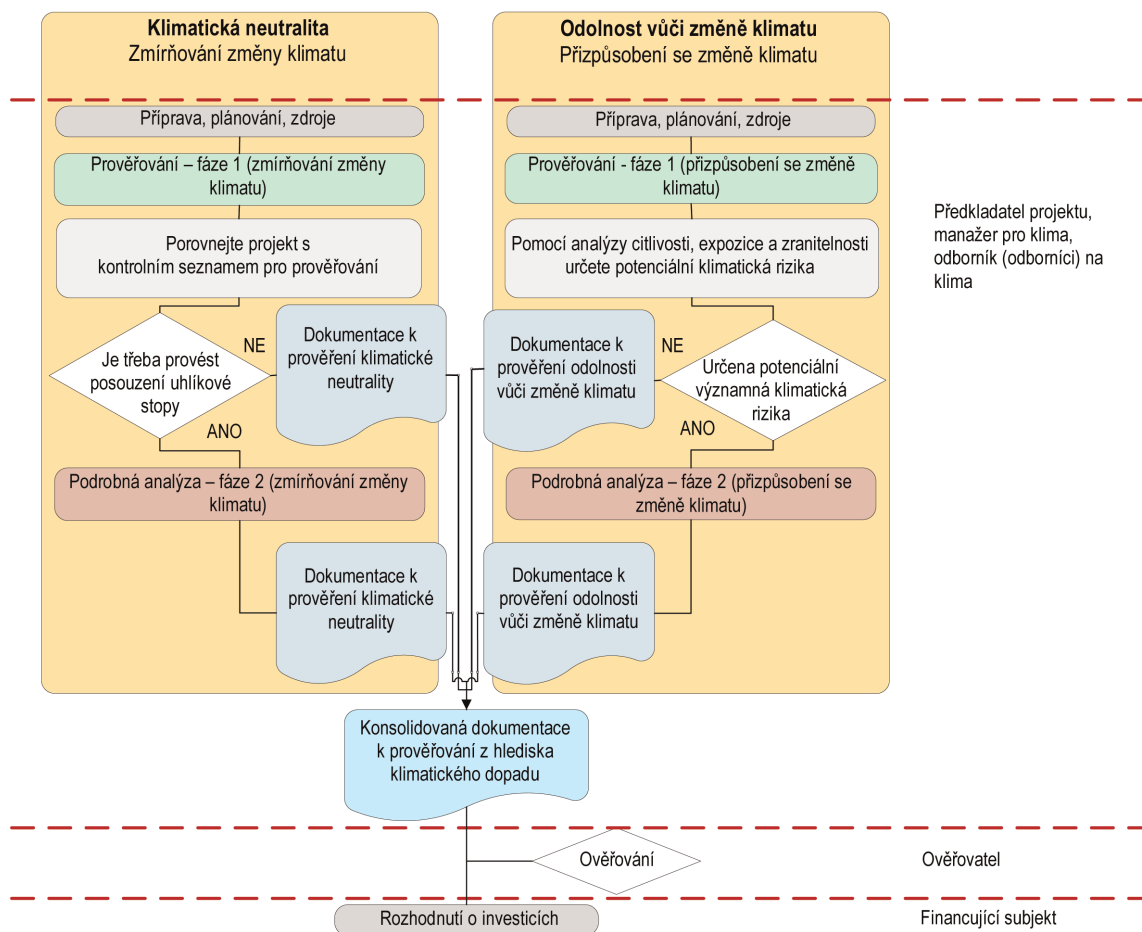 Klimatická neutralita
Zmírňování změny klimatu
Odolnost vůči změně klimatu
Přizpůsobení se změně klimatu
Příprava, plánování, zdroje
Příprava, plánování, zdroje
Prověřování – fáze 1 (zmírňování změny
klimatu)
Prověřování - fáze 1 (přizpůsobení se změně
klimatu)
Porovnejte projekt s
kontrolním seznamem pro prověřování
Pomocí analýzy citlivosti, expozice a zranitelnosti
určete potenciální klimatická rizika
Předkladatel projektu,
manažer pro klima,
odborník (odborníci) na
klima
Je třeba provést
posouzení uhlíkové
stopy
NE
Dokumentace k
prověření klimatické
neutrality
Dokumentace k
prověření odolnosti
vůči změně klimatu
NE
Určena potenciální
významná klimatická
rizika
ANO
ANO
Podrobná analýza – fáze 2 (zmírňování změny
klimatu)
Podrobná analýza – fáze 2 (přizpůsobení se
změně klimatu)
Dokumentace k
prověření klimatické
neutrality
Dokumentace k
prověření odolnosti
vůči změně klimatu
Konsolidovaná dokumentace
k prověřování z hlediska
klimatického dopadu
Ověřování
Ověřovatel
Rozhodnutí o investicích
Financující subjekt